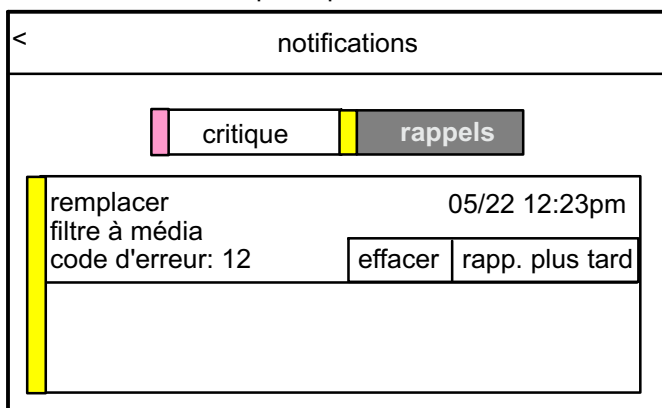 < notifications
critique rappels
remplacer 05/22 12:23pm
filtre à média
code d'erreur: 12 effacer rapp. plus tard